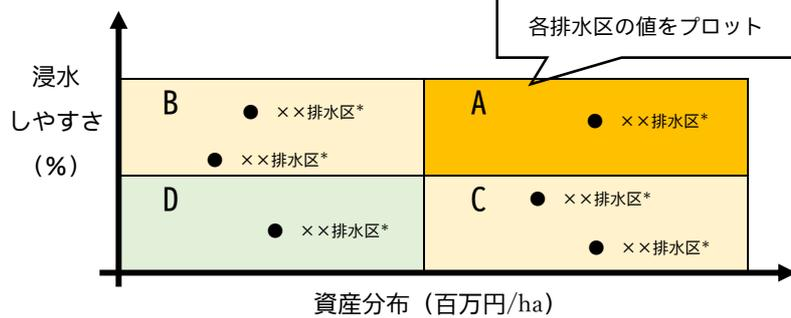 各排水区の値をプロット
浸水
しやすさ
（%）
B
××排水区*
××排水区*
A
××排水区*
D
××排水区*
C
××排水区*
××排水区*
資産分布（百万円/ha）